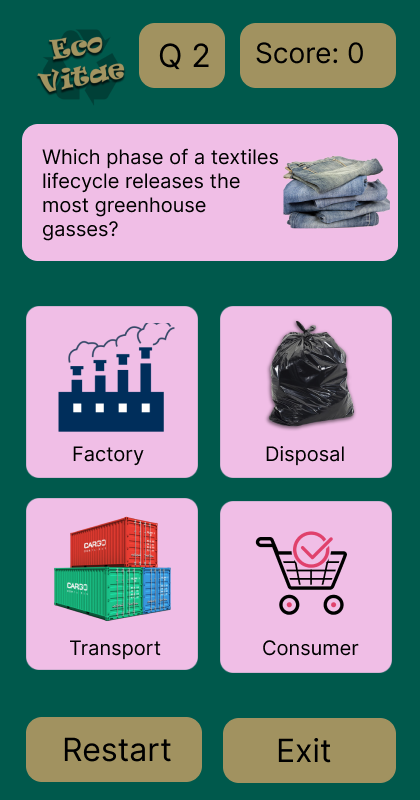 Eco
Vitae
Q 2
Score: 0
Which phase of a textiles
lifecycle releases the
most greenhouse
gasses?
Factory
Disposal
CARGO
CARGO
Transport
Consumer
Restart
Exit